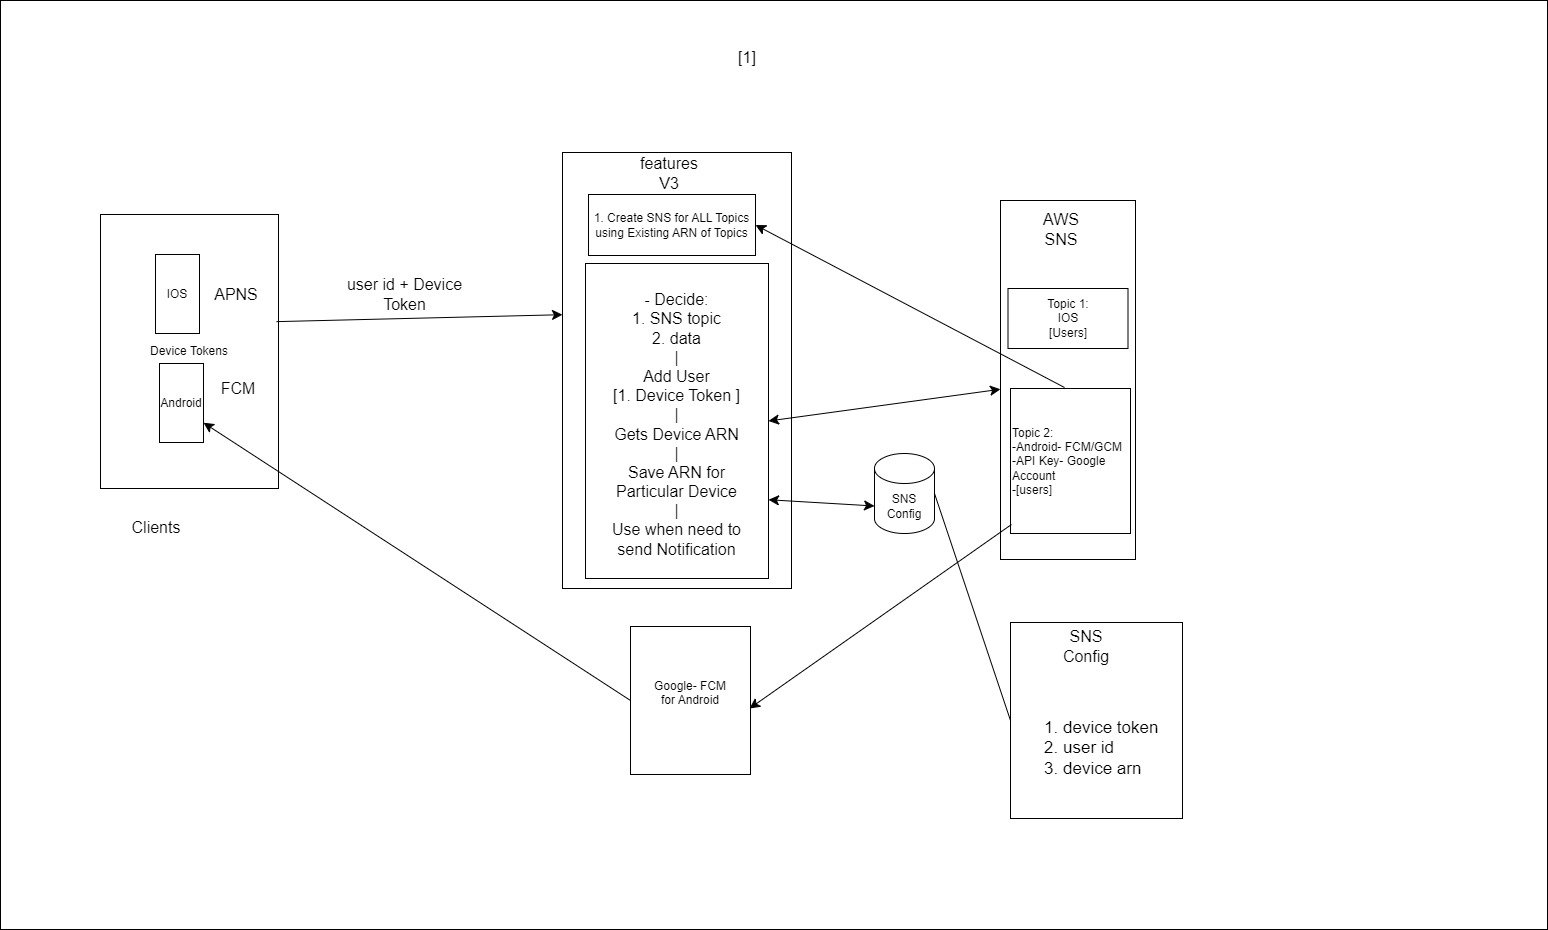 [1]
features
V3
1. Create SNS for ALL Topics
using Existing ARN of Topics
AWS
SNS
IOS
APNS
user id + Device
Token
Device Tokens
Android
FCM
Clients
- Decide:
1. SNS topic
2. data
|
Add User
[1. Device Token ]
|
Gets Device ARN
|
Save ARN for
Particular Device
|
Use when need to
send Notification
Topic 1:
IOS
[Users]
Topic 2:
-Android- FCM/GCM
-API Key- Google
Account
-[users]
SNS
Config
Google- FCM
for Android
SNS
Config
1. device token
2. user id
3. device arn